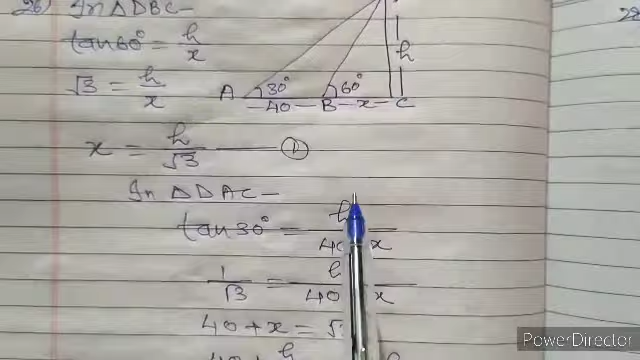 26) In ΔDBC-
tan60° = h/x
√3 = h/x
A 30° 60°
-40- B -x- C
h
x = h/√3 —— ①
In ΔDAC-
tan30° = h/40 x
1/√3 = h/40 x
40+x = √
40+ h
PowerDirector